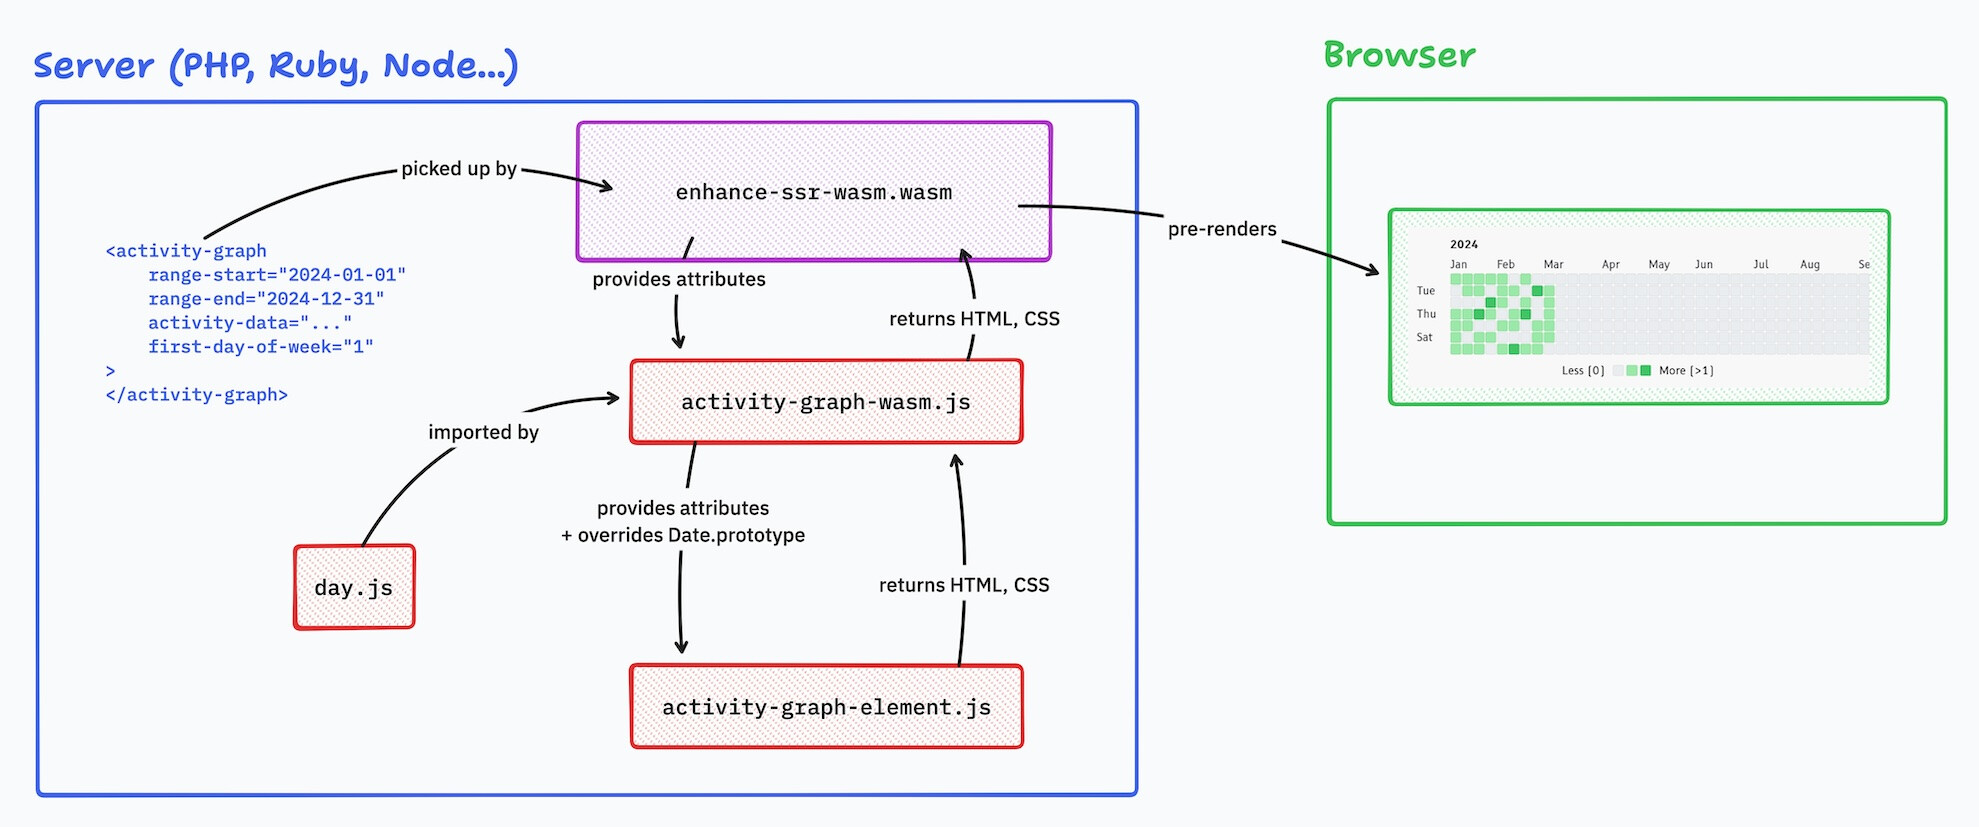 Server (PHP, Ruby, Node...)
Browser
picked up by
enhance-ssr-wasm.wasm
pre-renders
<activity-graph
range-start="2024-01-01"
range-end="2024-12-31"
activity-data="..."
first-day-of-week="1"
>
</activity-graph>
provides attributes
returns HTML, CSS
activity-graph-wasm.js
imported by
provides attributes
+ overrides Date.prototype
day.js
returns HTML, CSS
activity-graph-element.js
2024
Jan Feb Mar Apr May Jun Jul Aug Se
Tue
Thu
Sat
Less [0] More [>1]